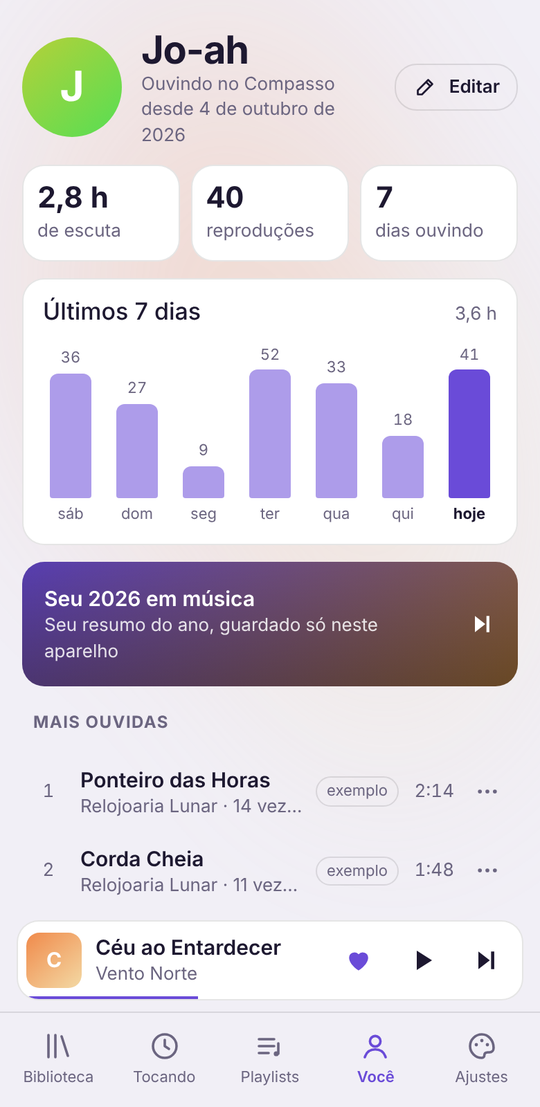 J
Jo-ah
Ouvindo no Compasso
desde 4 de outubro de
2026
Editar
2,8 h
de escuta
40
reproduções
7
dias ouvindo
Últimos 7 dias
3,6 h
36
27
9
52
33
18
41
sáb
dom
seg
ter
qua
qui
hoje
Seu 2026 em música
Seu resumo do ano, guardado só neste
aparelho
MAIS OUVIDAS
1
Ponteiro das Horas
Relojoaria Lunar · 14 vez...
exemplo
2:14
2
Corda Cheia
Relojoaria Lunar · 11 vez...
exemplo
1:48
C
Céu ao Entardecer
Vento Norte
Biblioteca
Tocando
Playlists
Você
Ajustes